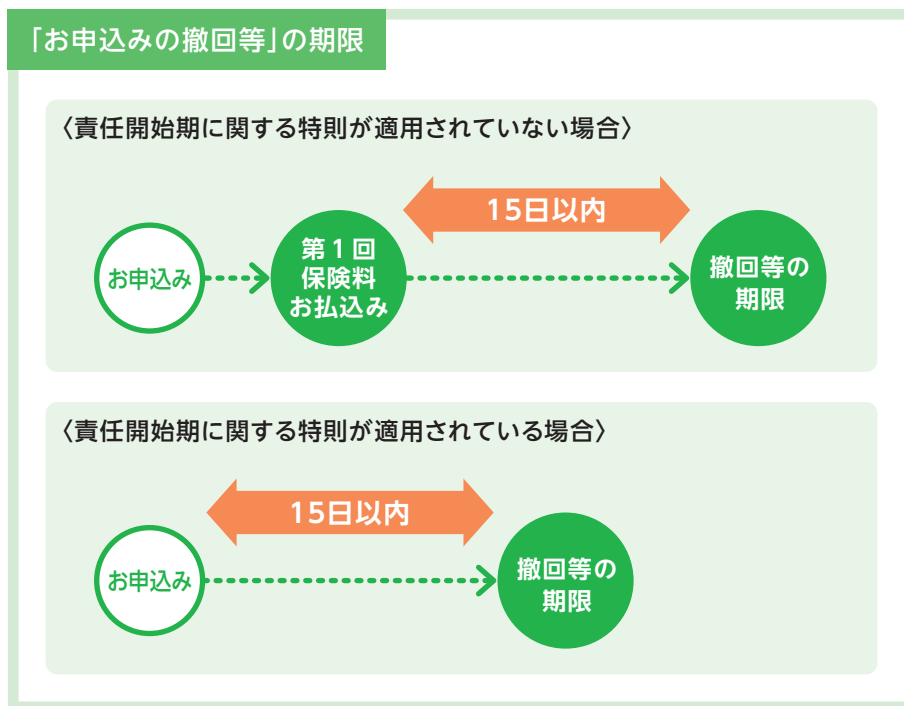 「お申込みの撤回等」の期限
〈責任開始期に関する特則が適用されていない場合〉
15日以内
お申込み
第1回
保険料
お払込み
撤回等の
期限
〈責任開始期に関する特則が適用されている場合〉
15日以内
お申込み
撤回等の
期限